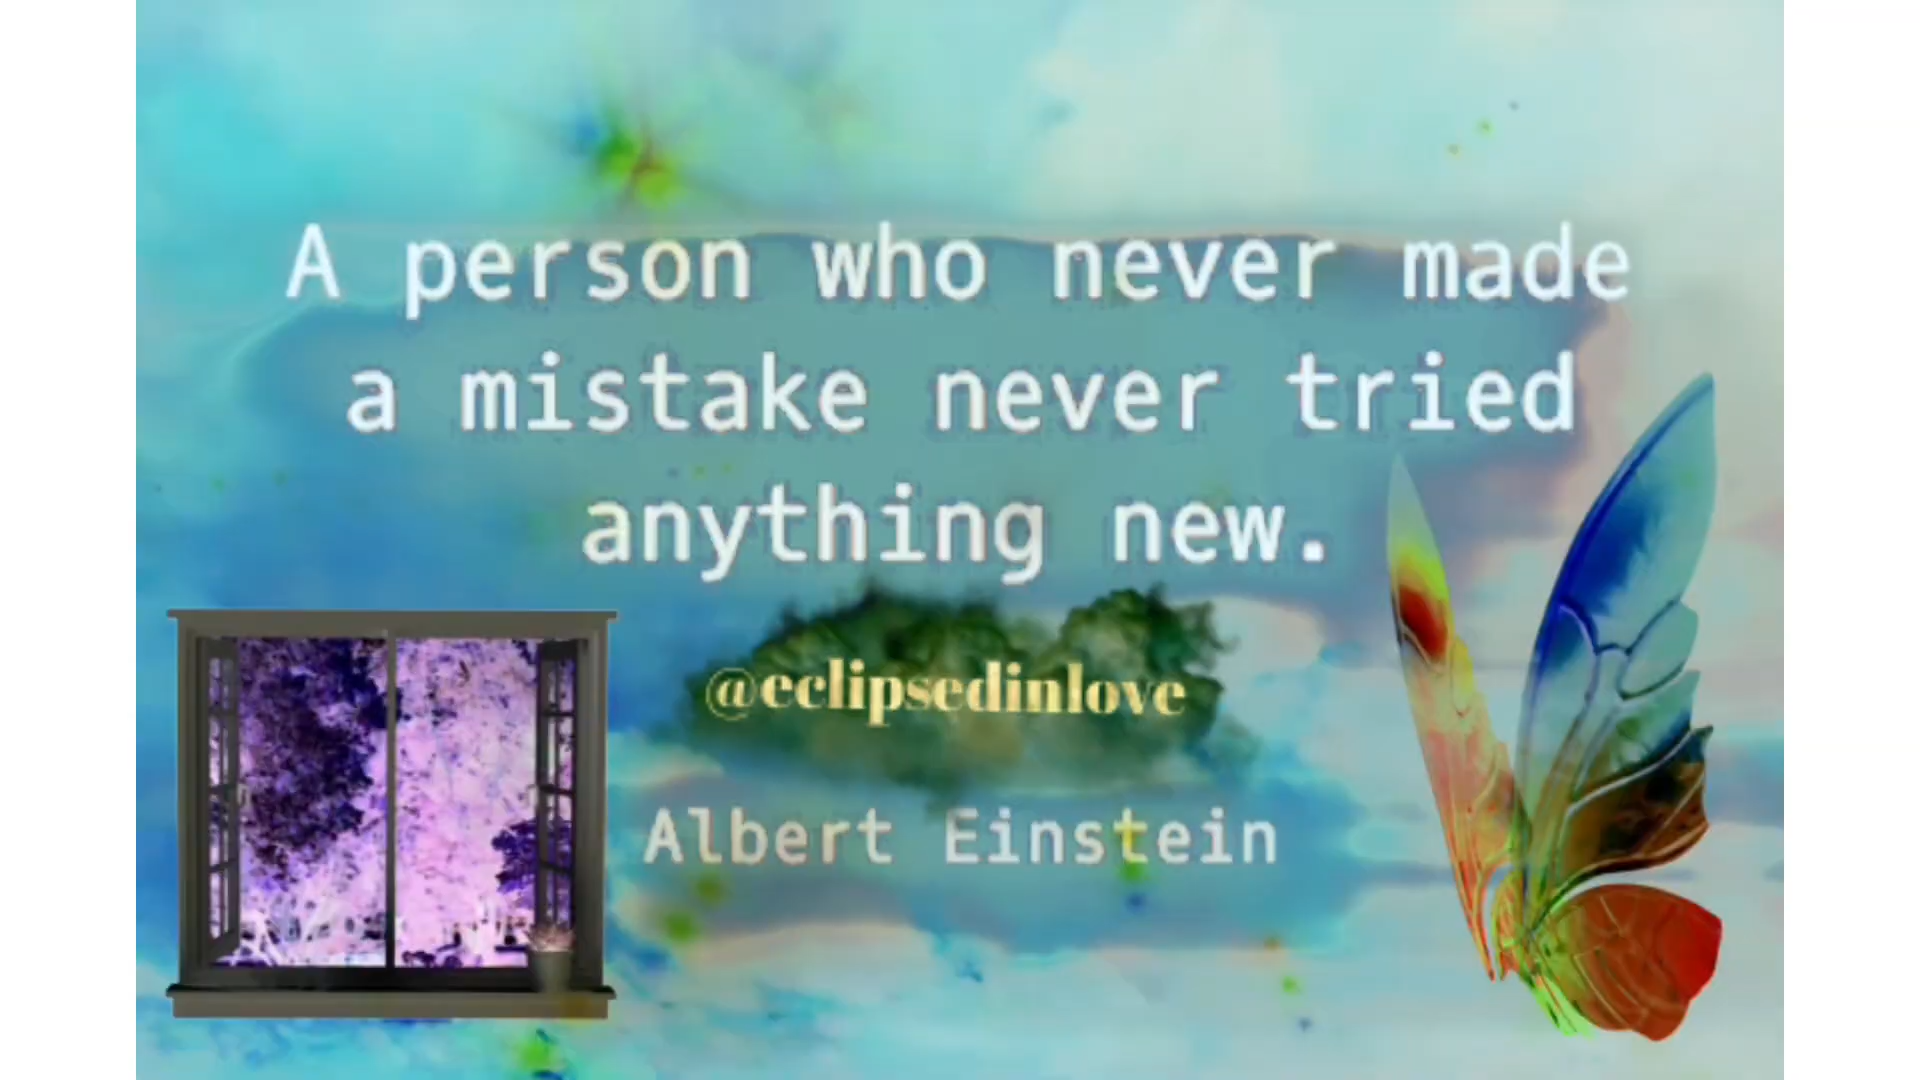 A person who never made
a mistake never tried
anything new.
@eclipsedinlove
Albert Einstein